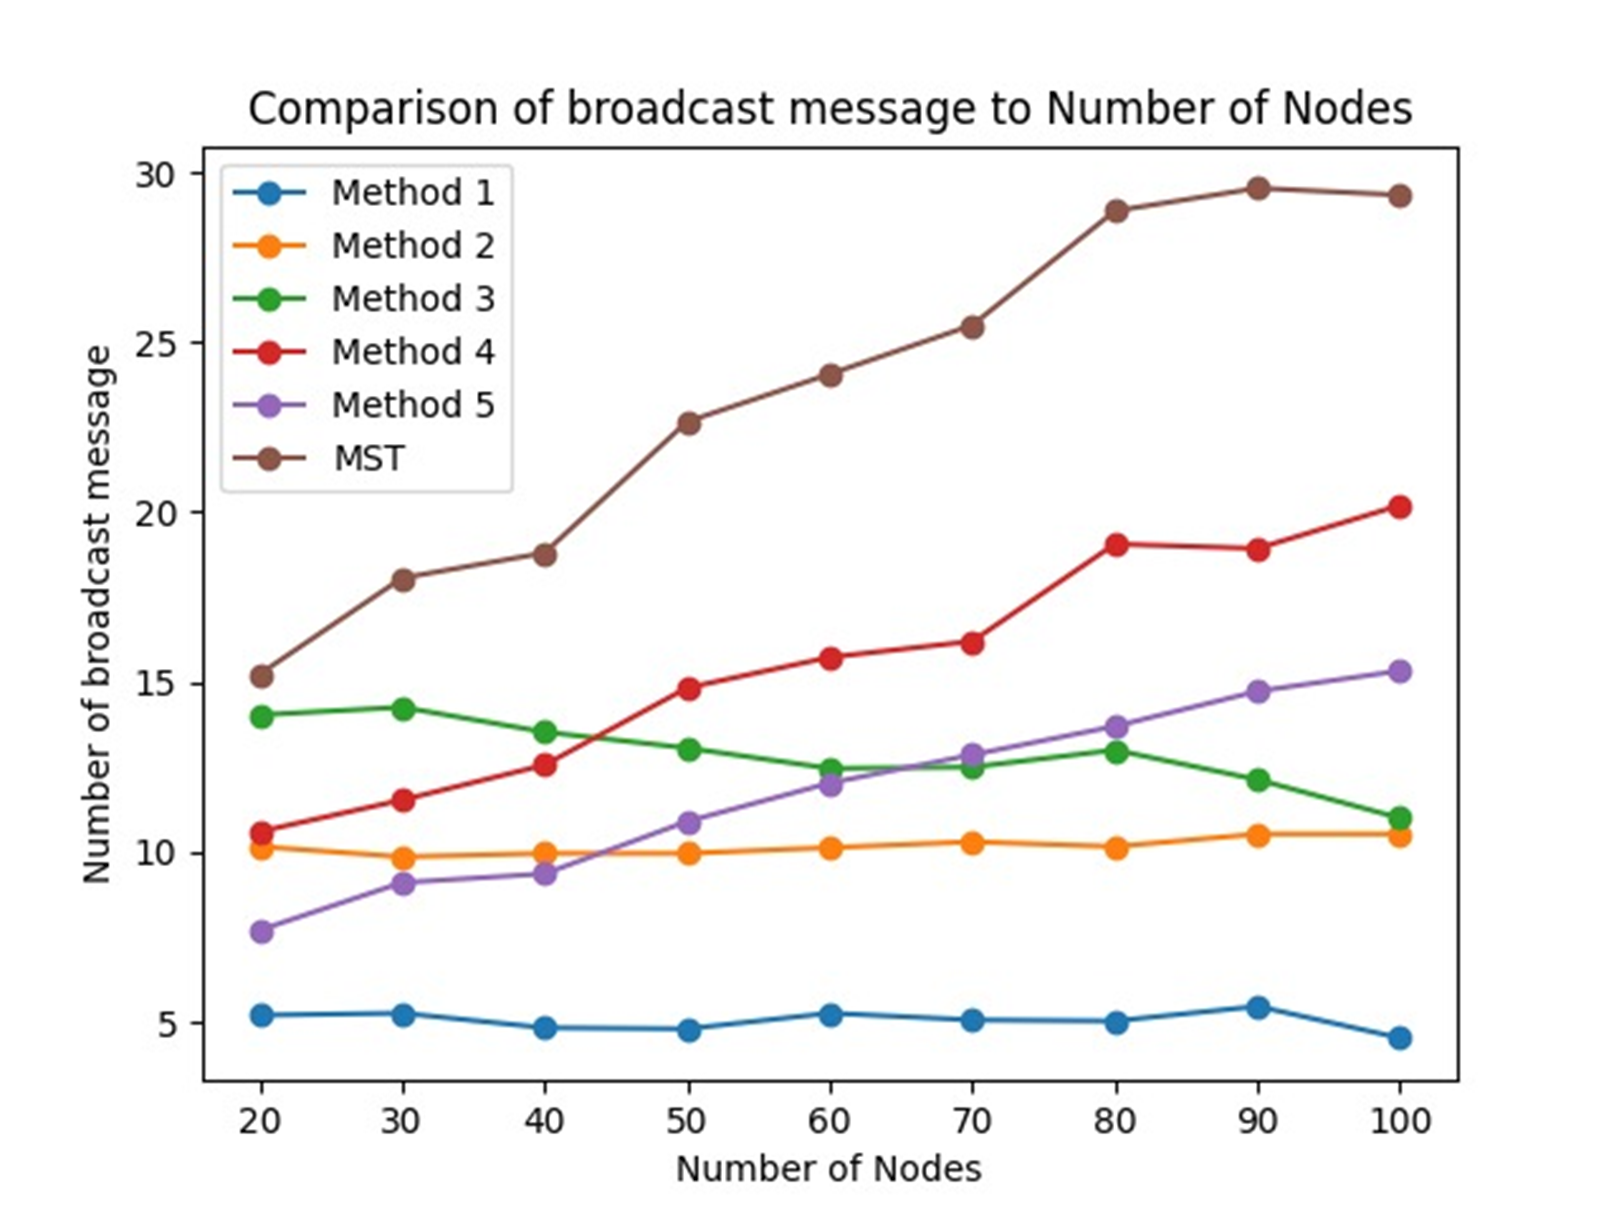 Comparison of broadcast message to Number of Nodes
Number of broadcast message
30
25
20
15
10
5
Method 1
Method 2
Method 3
Method 4
Method 5
MST
20 30 40 50 60 70 80 90 100
Number of Nodes